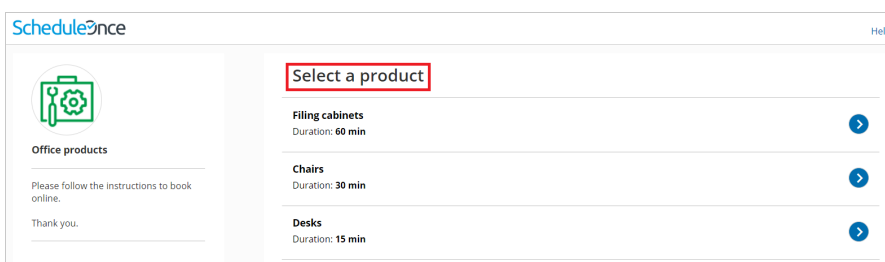 ScheduleOnce
Hel
Office products
Please follow the instructions to book
online.
Thank you.
Select a product
Filing cabinets
Duration: 60 min
Chairs
Duration: 30 min
Desks
Duration: 15 min